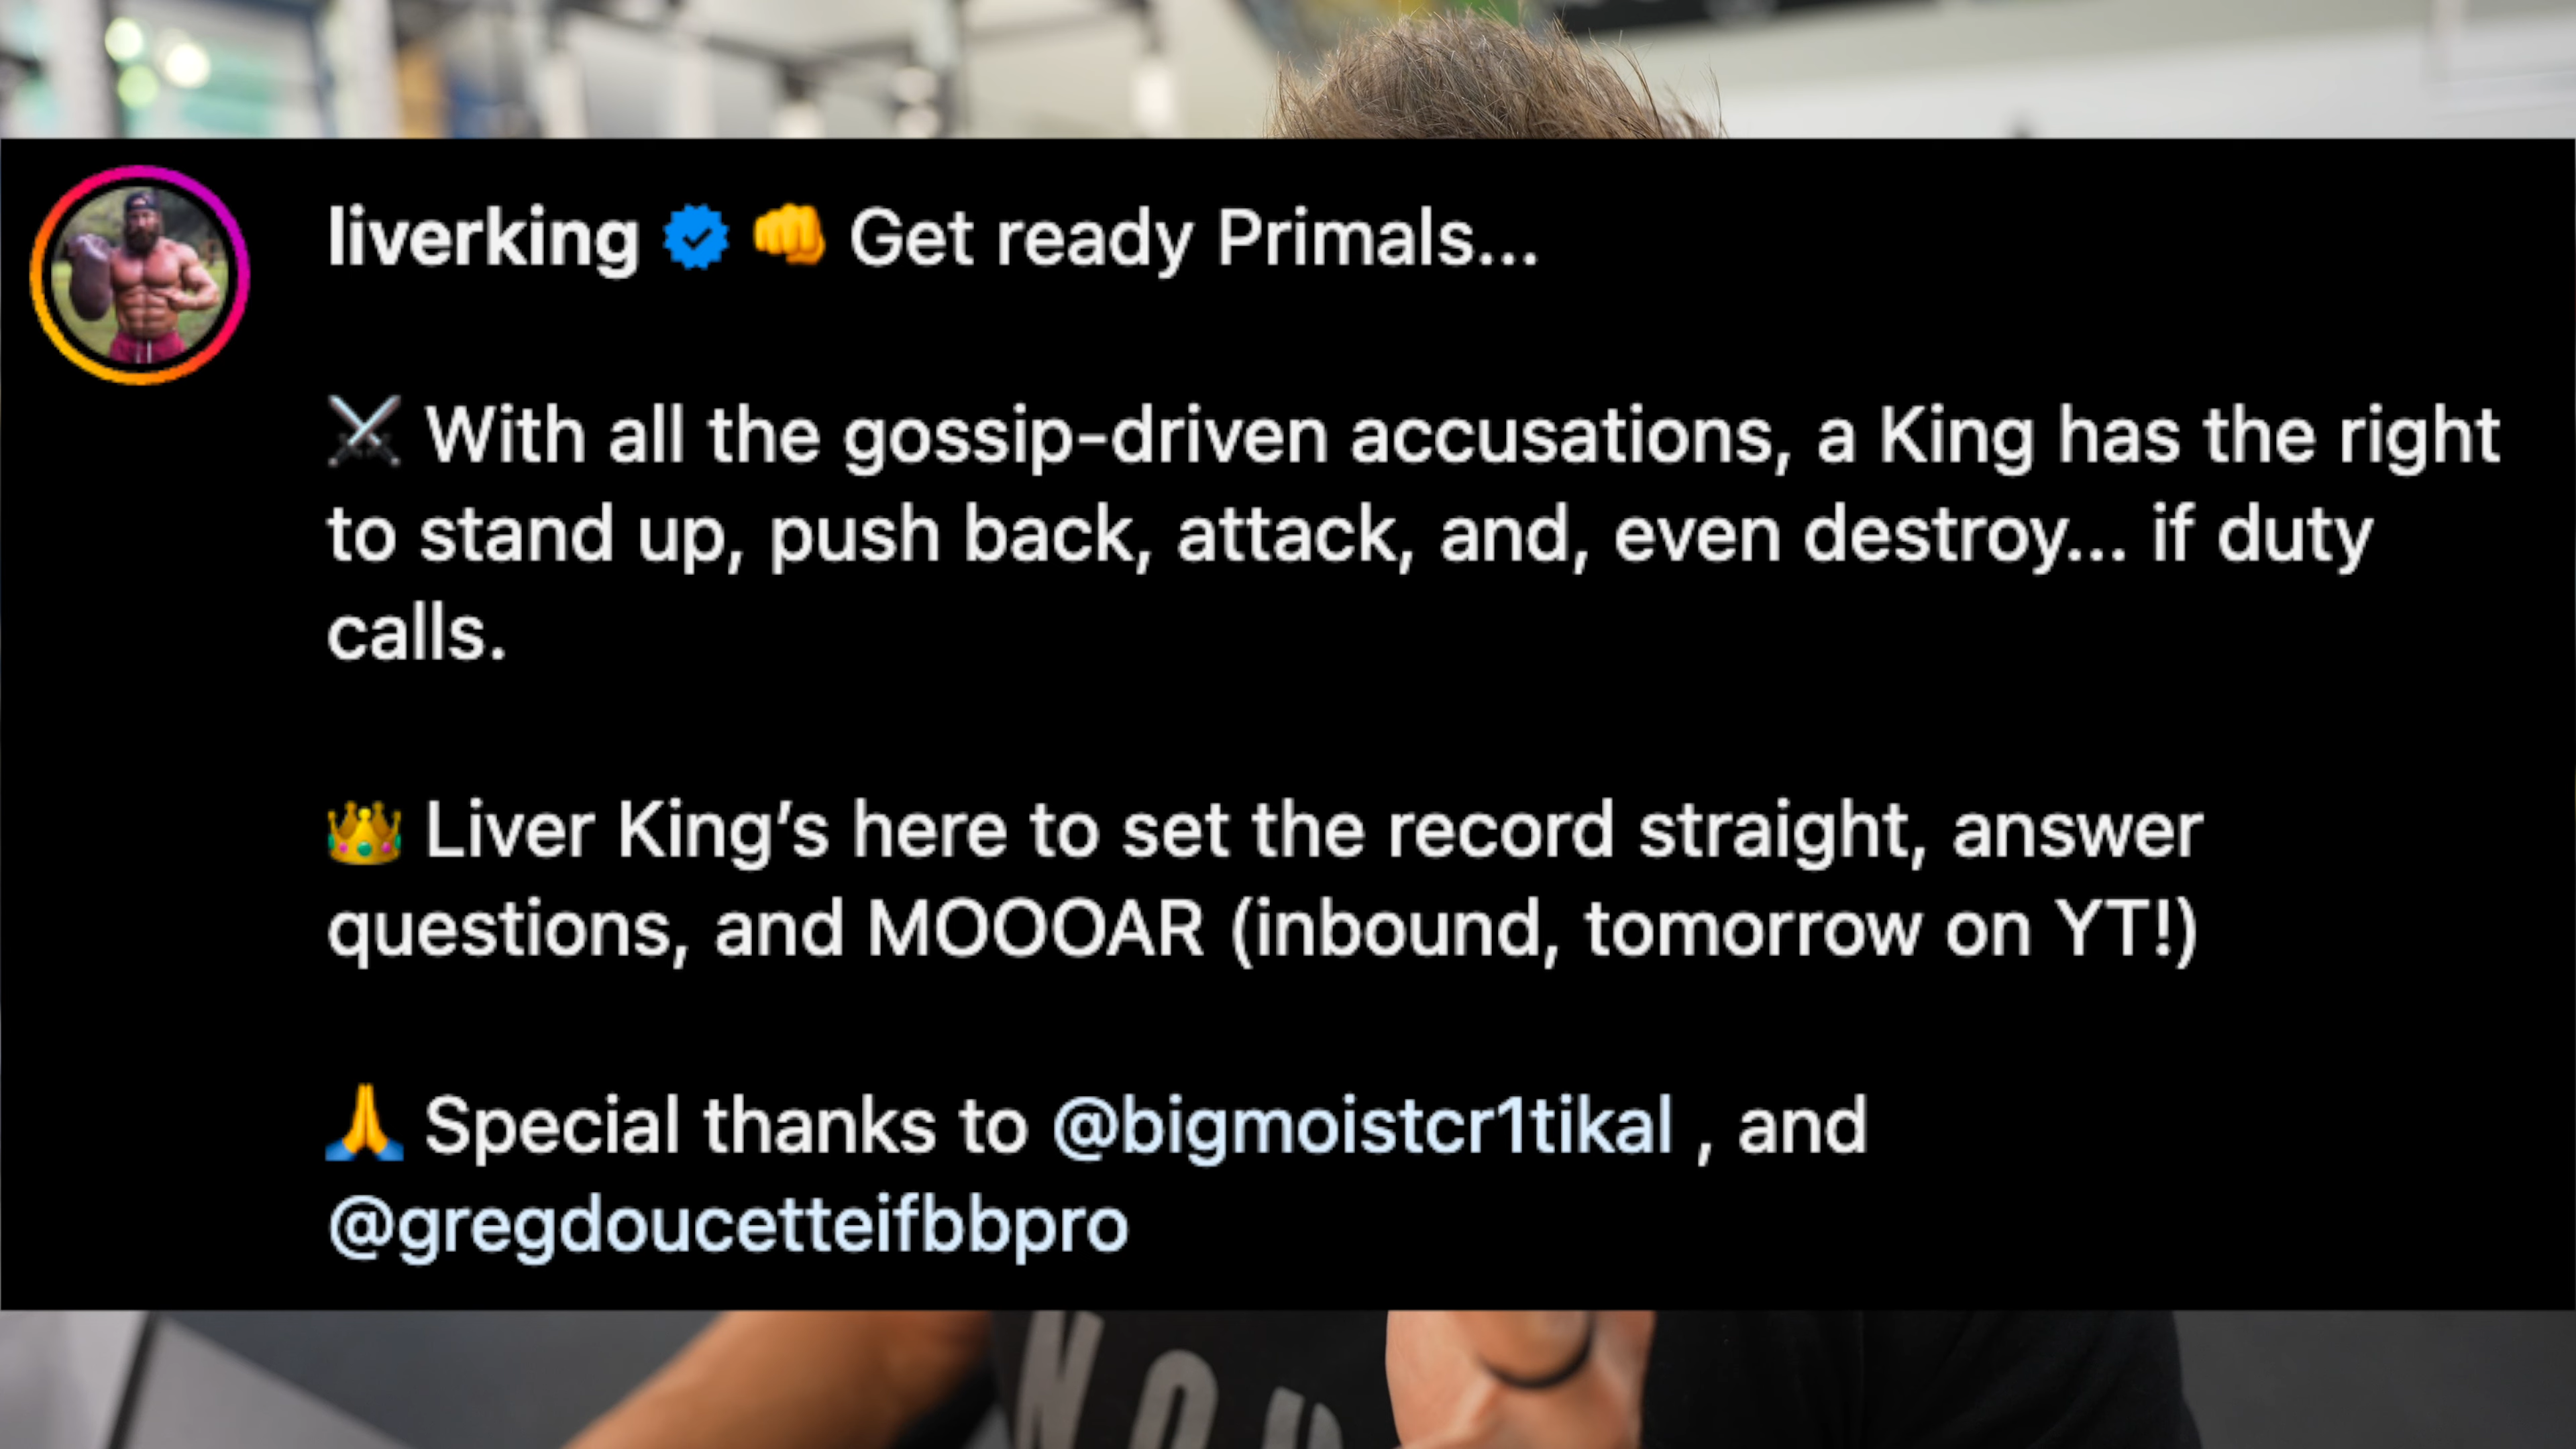 liverking 👊 Get ready Primals...
⚔️ With all the gossip-driven accusations, a King has the right
to stand up, push back, attack, and, even destroy... if duty
calls.
👑 Liver King’s here to set the record straight, answer
questions, and MOOOAR (inbound, tomorrow on YT!)
🙏 Special thanks to @bigmoistcr1tikal , and
@gregdoucetteifbbpro